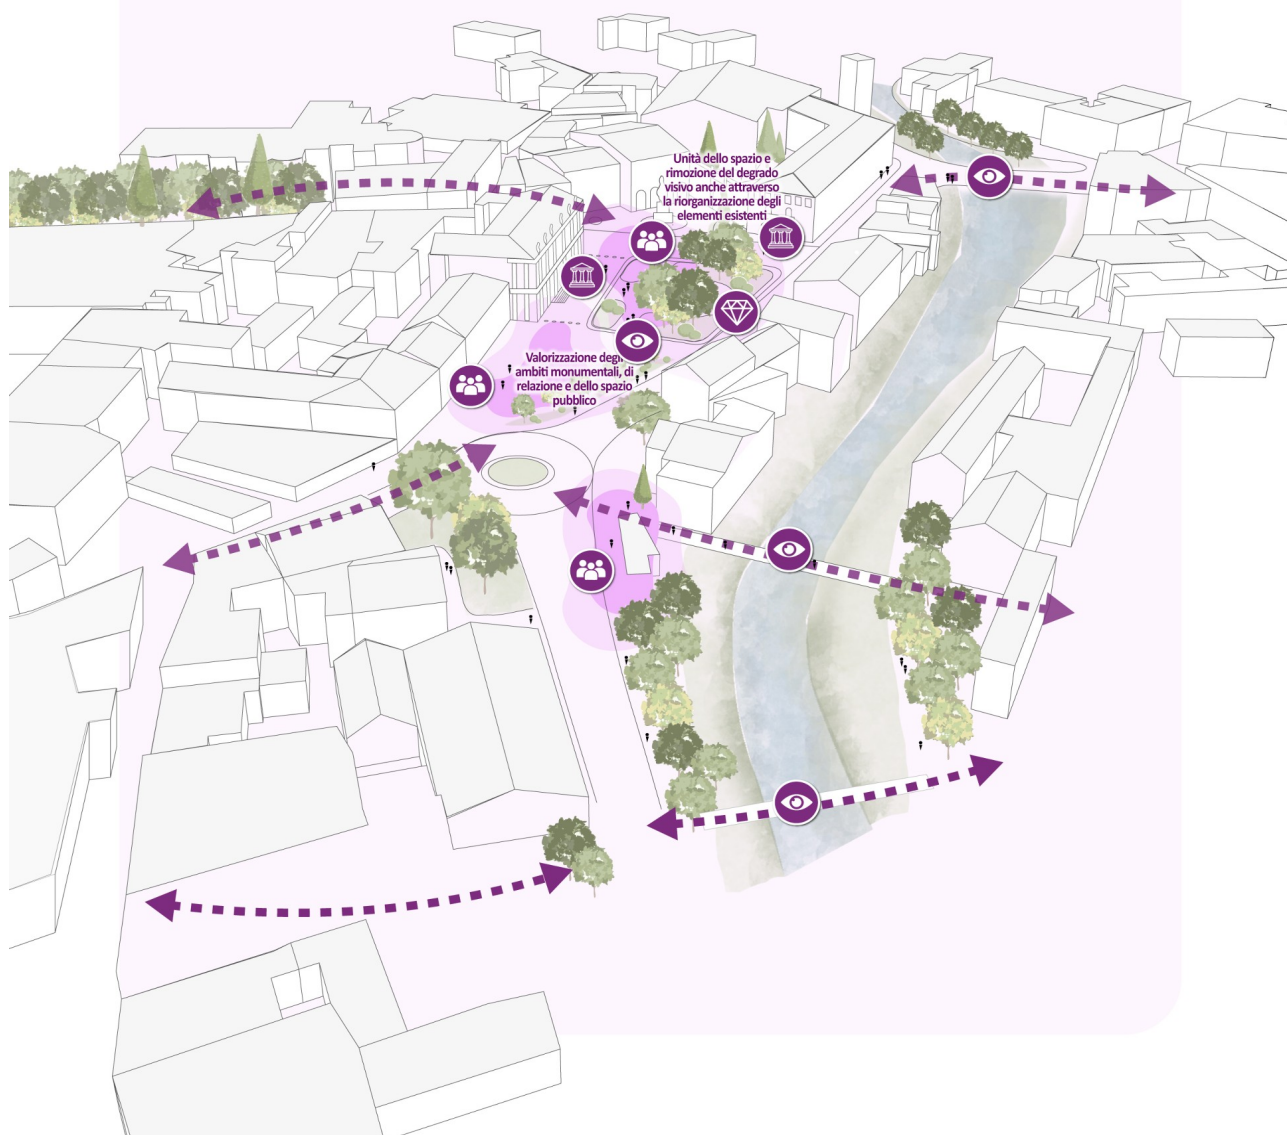 Unità dello spazio e
rimozione del degrado
visivo anche attraverso
la riorganizzazione degli
elementi esistenti
Valorizzazione degli
ambiti monumentali, di
relazione e dello spazio
pubblico